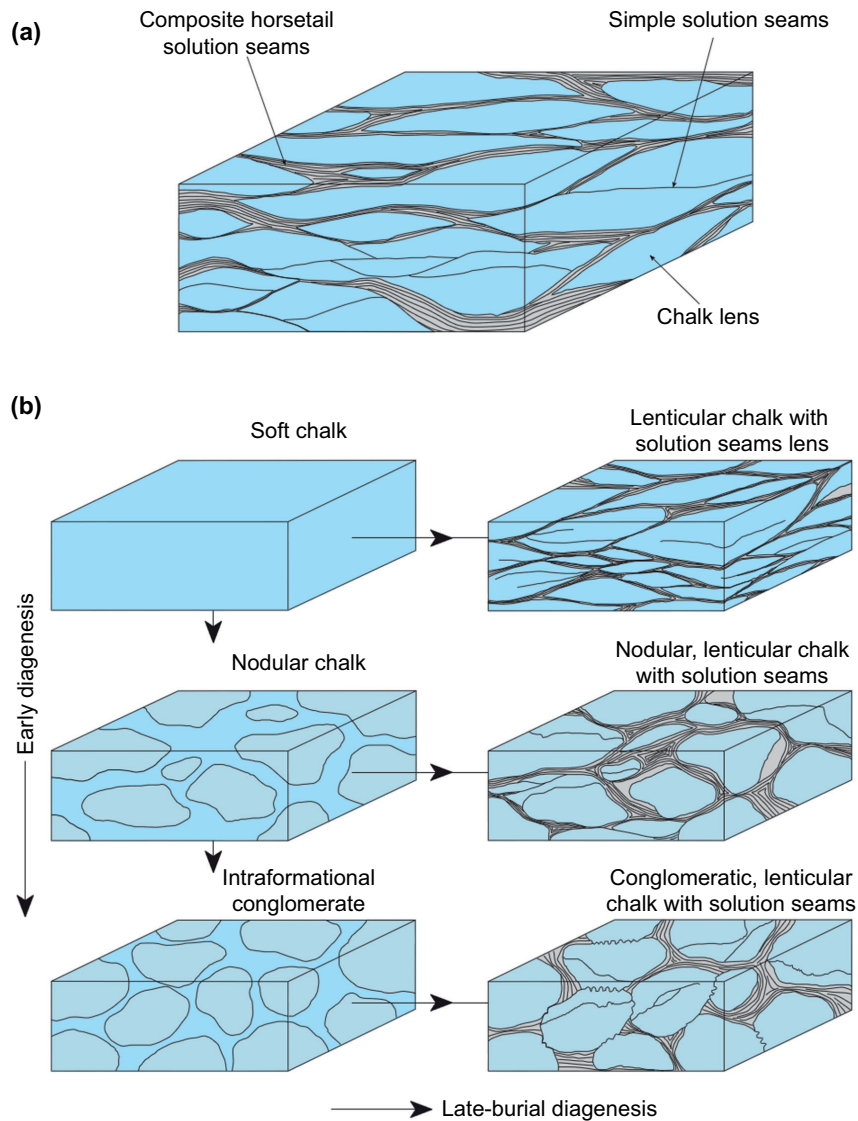 (a)
Composite horsetail
solution seams
Simple solution seams
Chalk lens
(b)
Soft chalk
Lenticular chalk with
solution seams lens
Early diagenesis
Nodular chalk
Nodular, lenticular chalk
with solution seams
Intraformational
conglomerate
Conglomeratic, lenticular
chalk with solution seams
Late-burial diagenesis